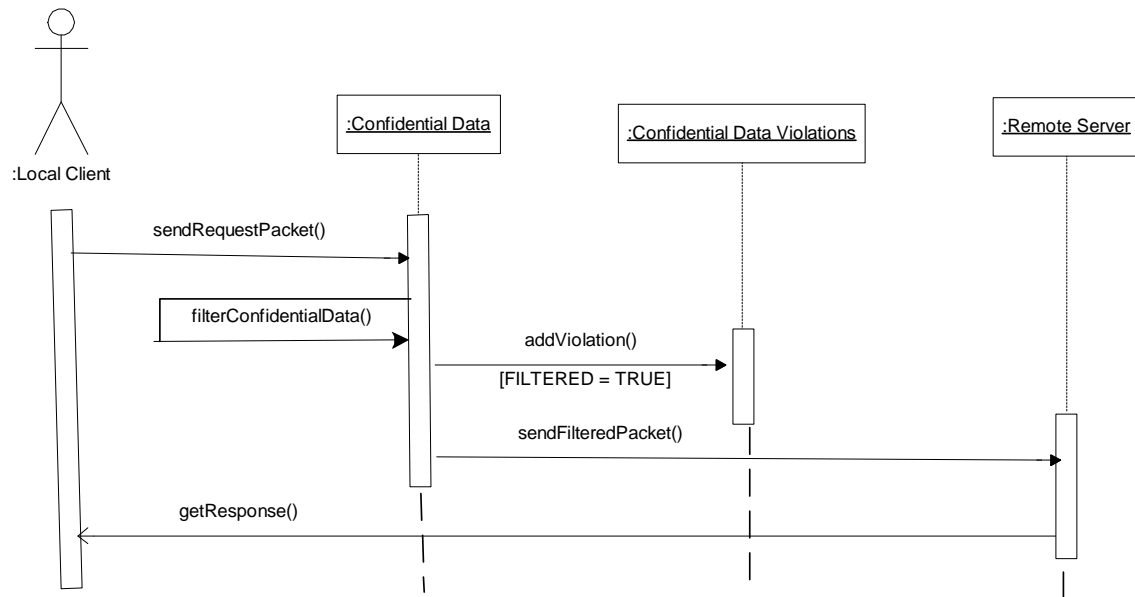 :Confidential Data
:Confidential Data Violations
:Remote Server
:Local Client
sendRequestPacket()
filterConfidentialData()
addViolation()
[FILTERED = TRUE]
sendFilteredPacket()
getResponse()